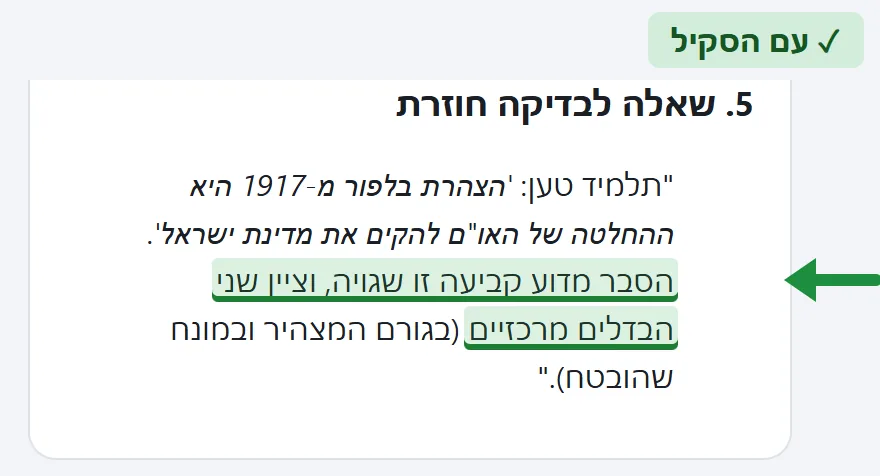 ✓ עם הסקיל
5. שאלה לבדיקה חוזרת
"תלמיד טען: 'הצהרת בלפור מ-1917 היא
ההחלטה של האו"ם להקים את מדינת ישראל'.
הסבר מדוע קביעה זו שגויה, וציין שני
הבדלים מרכזיים (בגורם המצהיר ובמונח
שהובטח)."